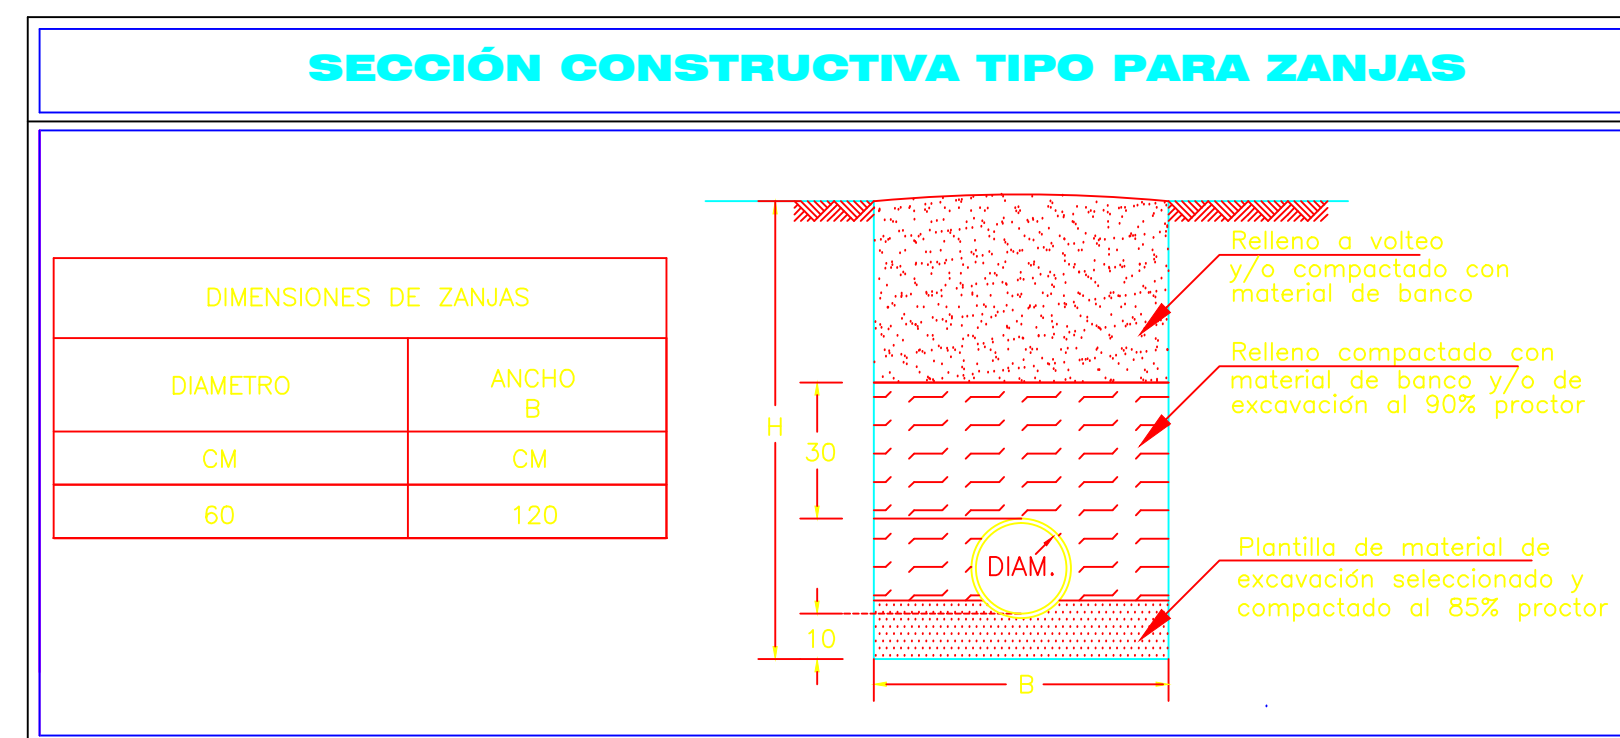 SECCIÓN CONSTRUCTIVA TIPO PARA ZANJAS
DIMENSIONES DE ZANJAS
DIAMETRO
ANCHO
B
CM
CM
60
120
H
30
10
DIAM.
B
Relleno a volteo
y/o compactado con
material de banco
Relleno compactado con
material de banco y/o de
excavación al 90% proctor
Plantilla de material de
excavación seleccionado y
compactado al 85% proctor